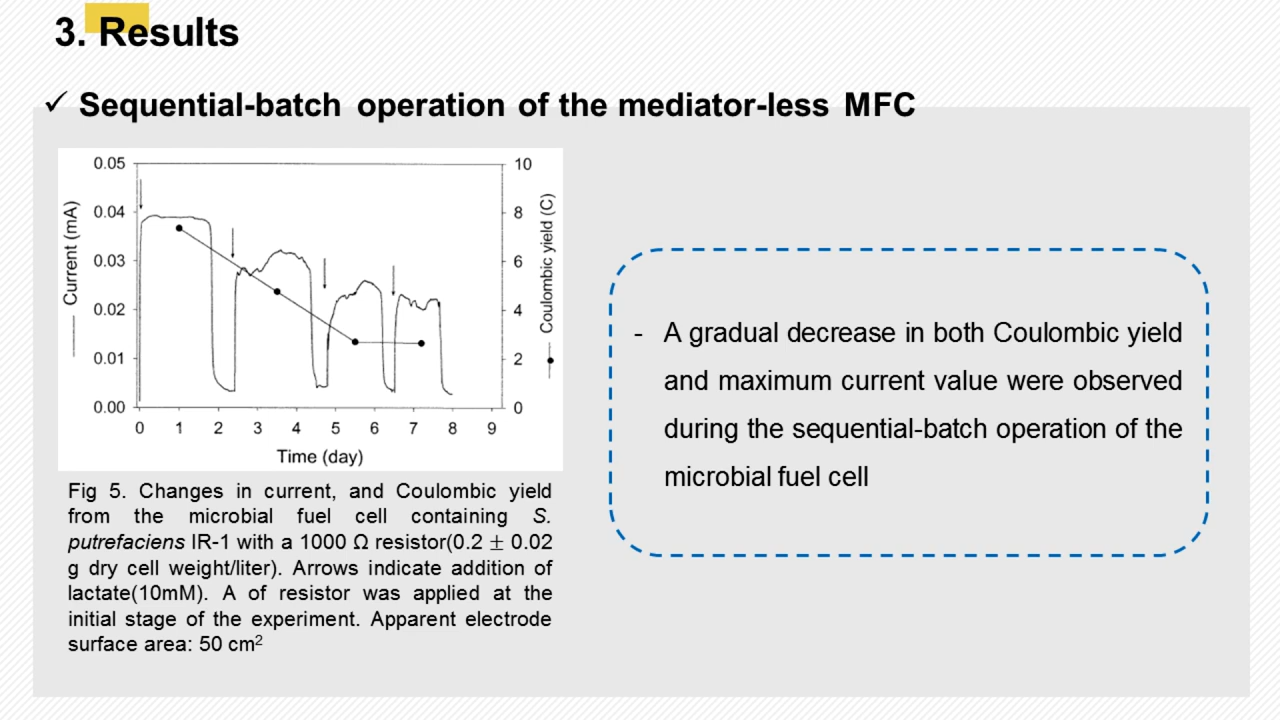 3. Results
✓ Sequential-batch operation of the mediator-less MFC
0.05
0.04
0.03
0.02
0.01
0.00
Current (mA)
10
8
6
4
2
0
Coulombic yield (C)
0 1 2 3 4 5 6 7 8 9
Time (day)
Fig 5. Changes in current, and Coulombic yield
from the microbial fuel cell containing S.
putrefaciens IR-1 with a 1000 Ω resistor(0.2 ± 0.02
g dry cell weight/liter). Arrows indicate addition of
lactate(10mM). A of resistor was applied at the
initial stage of the experiment. Apparent electrode
surface area: 50 cm²
- A gradual decrease in both Coulombic yield
and maximum current value were observed
during the sequential-batch operation of the
microbial fuel cell